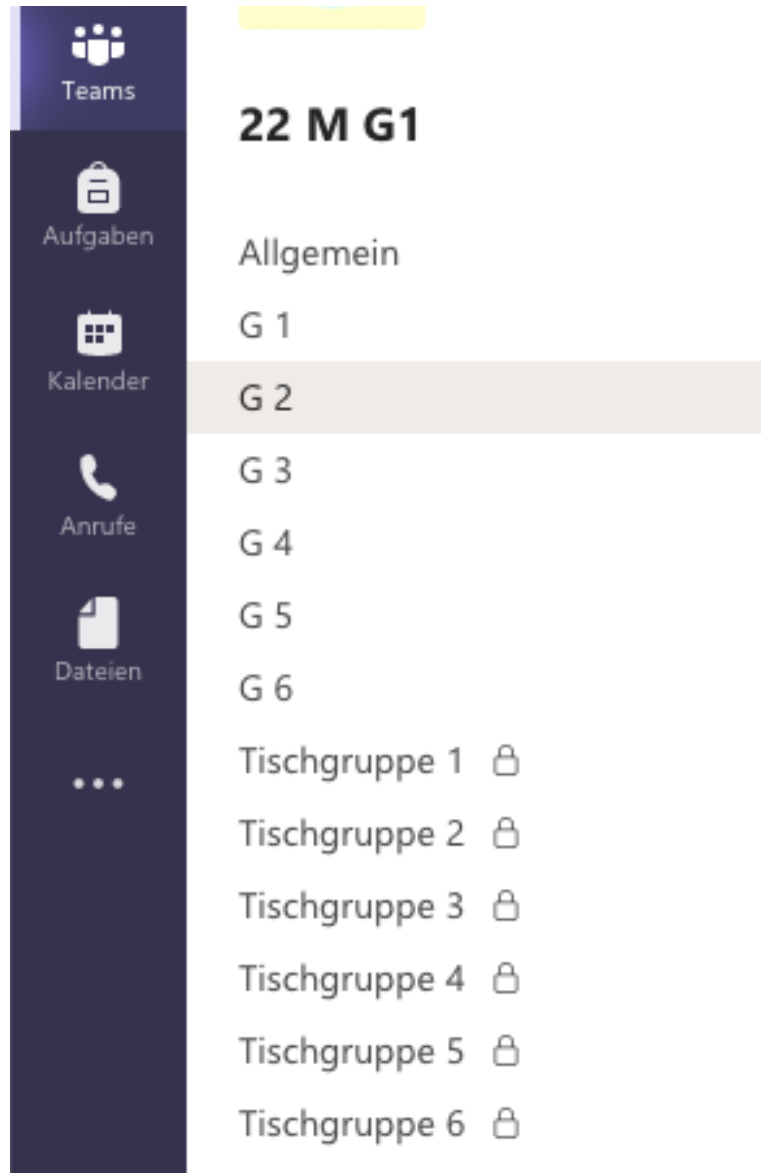 Teams
Aufgaben
Kalender
Anrufe
Dateien
22 M G1
Allgemein
G 1
G 2
G 3
G 4
G 5
G 6
Tischgruppe 1
Tischgruppe 2
Tischgruppe 3
Tischgruppe 4
Tischgruppe 5
Tischgruppe 6